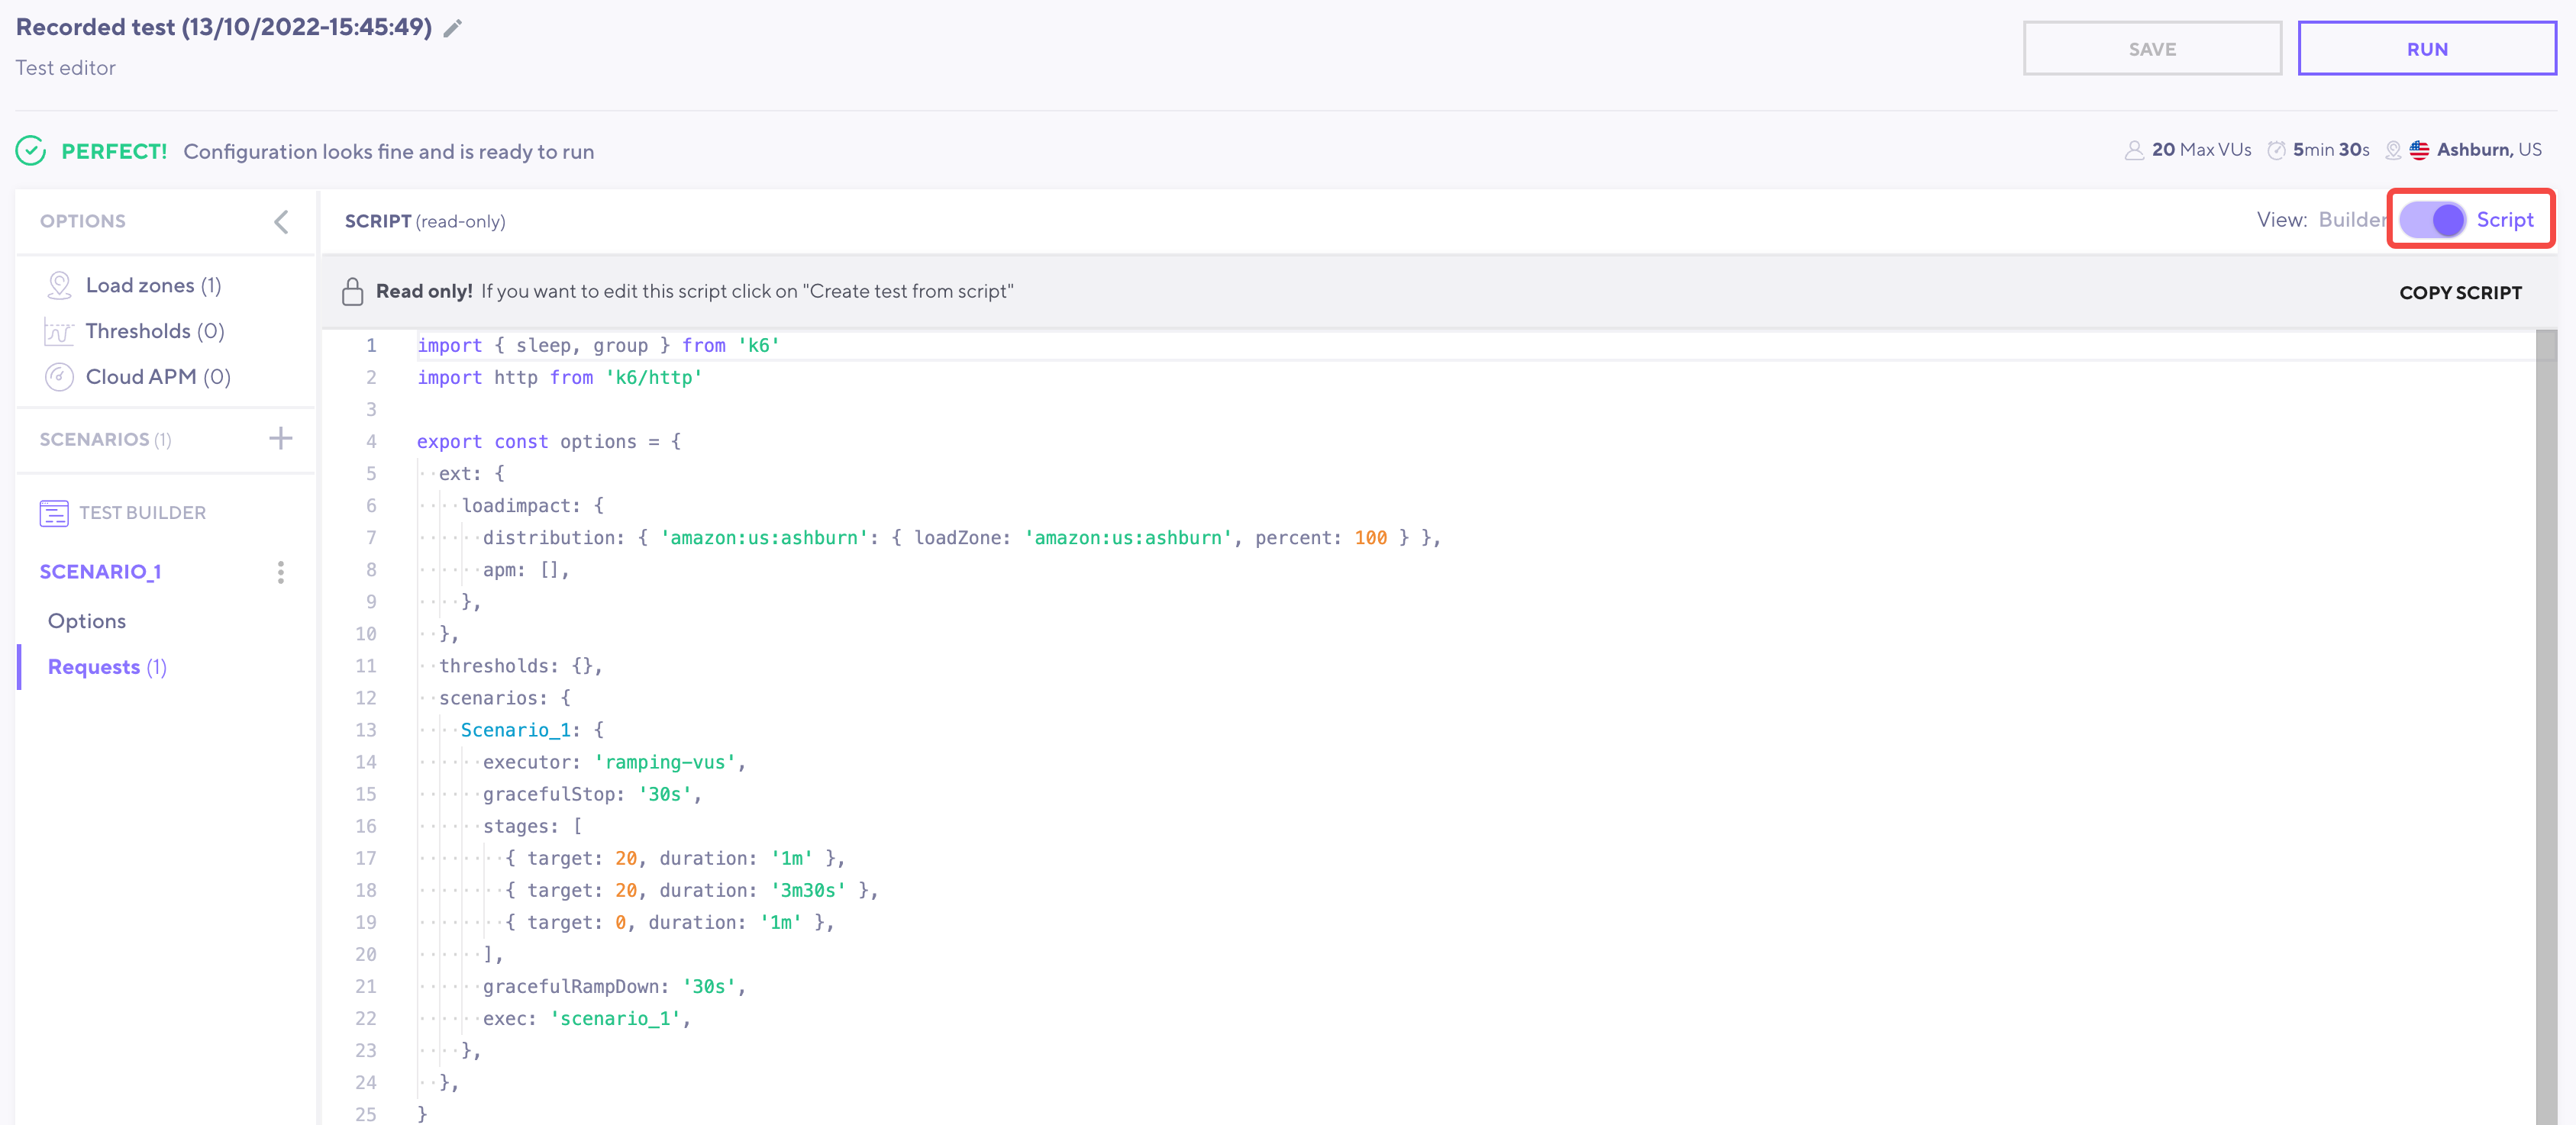 Recorded test (13/10/2022-15:45:49)
Test editor
SAVE
RUN
PERFECT! Configuration looks fine and is ready to run
20 Max VUs 5min 30s Ashburn, US
OPTIONS
Load zones (1)
Thresholds (0)
Cloud APM (0)
SCENARIOS (1)
TEST BUILDER
SCENARIO_1
Options
Requests (1)
SCRIPT (read-only)
View: Builder Script
Read only! If you want to edit this script click on "Create test from script"
COPY SCRIPT
1 import { sleep, group } from 'k6'
2 import http from 'k6/http'
3
4 export const options = {
5 ext: {
6 loadimpact: {
7 distribution: { 'amazon:us:ashburn': { loadZone: 'amazon:us:ashburn', percent: 100 } },
8 apm: [],
9 },
10 },
11 thresholds: {},
12 scenarios: {
13 Scenario_1: {
14 executor: 'ramping-vus',
15 gracefulStop: '30s',
16 stages: [
17 { target: 20, duration: '1m' },
18 { target: 20, duration: '3m30s' },
19 { target: 0, duration: '1m' },
20 ],
21 gracefulRampDown: '30s',
22 exec: 'scenario_1',
23 },
24 },
25 }